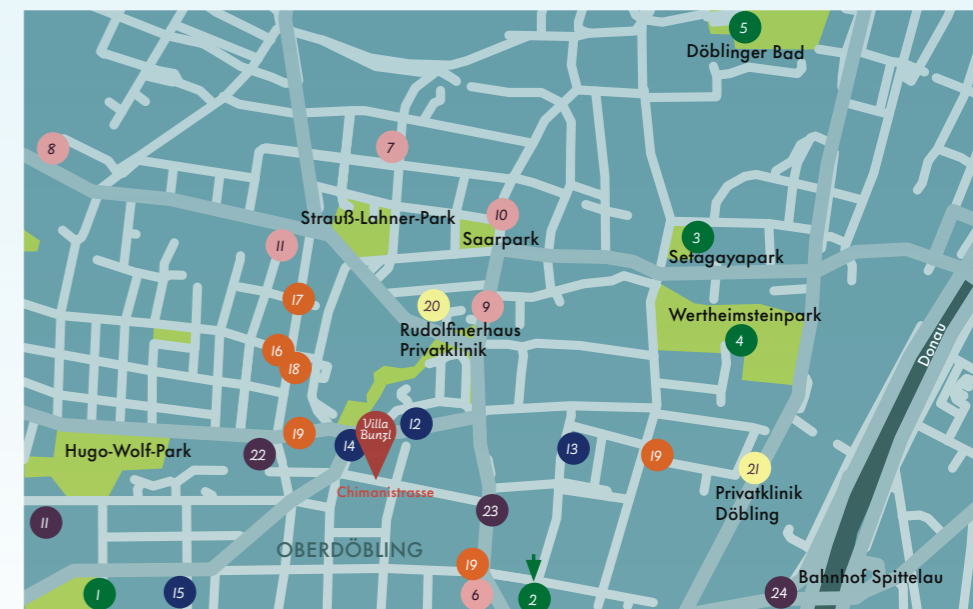 5
Döblinger Bad
8
7
10
Strauß-Lahner-Park
Saarpark
11
3
Setagayapark
17
20
9
Rudolfinerhaus
Privatklinik
Wertheimsteinpark
4
Donau
16
18
Villa
Bunzl
12
19
14
13
19
Hugo-Wolf-Park
22
21
Privatklinik
Döbling
Chimanistrasse
11
23
OBERDÖBLING
19
Bahnhof Spittelau
1
15
6
2
24